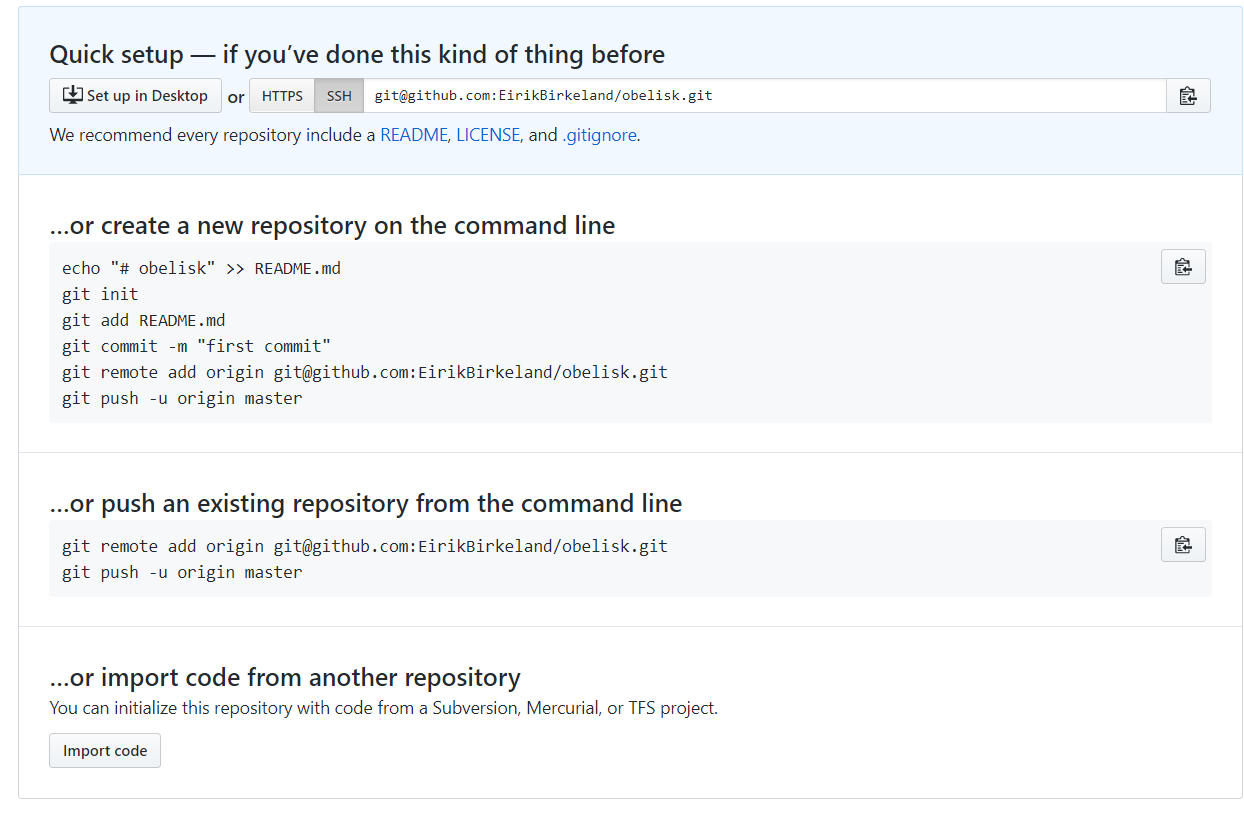 Quick setup — if you’ve done this kind of thing before
Set up in Desktop or HTTPS SSH git@github.com:EirikBirkeland/obelisk.git
We recommend every repository include a README, LICENSE, and .gitignore.
…or create a new repository on the command line
echo "# obelisk" >> README.md
git init
git add README.md
git commit -m "first commit"
git remote add origin git@github.com:EirikBirkeland/obelisk.git
git push -u origin master
…or push an existing repository from the command line
git remote add origin git@github.com:EirikBirkeland/obelisk.git
git push -u origin master
…or import code from another repository
You can initialize this repository with code from a Subversion, Mercurial, or TFS project.
Import code